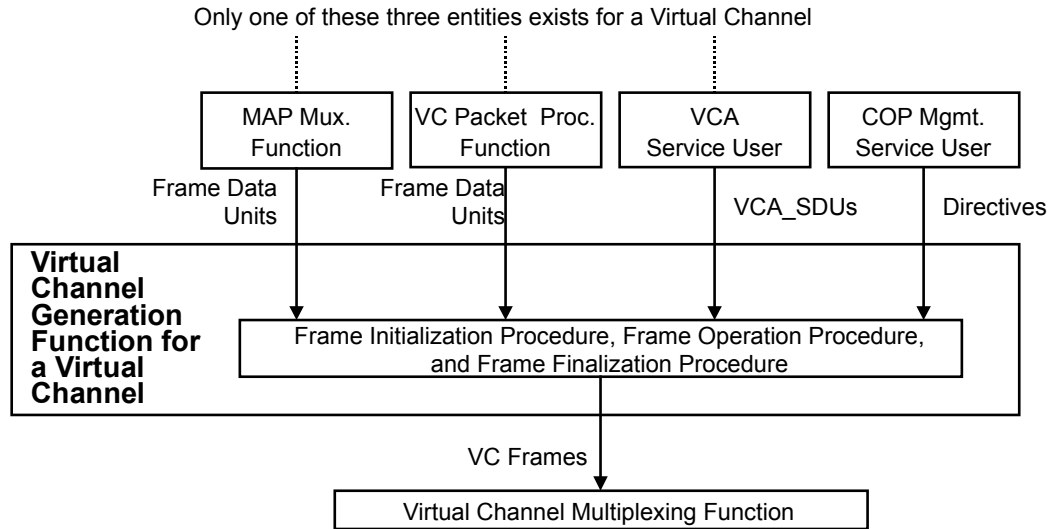 Only one of these three entities exists for a Virtual Channel
MAP Mux.
Function
VC Packet Proc.
Function
VCA
Service User
COP Mgmt.
Service User
Frame Data
Units
Frame Data
Units
VCA_SDUs
Directives
Virtual
Channel
Generation
Function for
a Virtual
Channel
Frame Initialization Procedure, Frame Operation Procedure,
and Frame Finalization Procedure
VC Frames
Virtual Channel Multiplexing Function